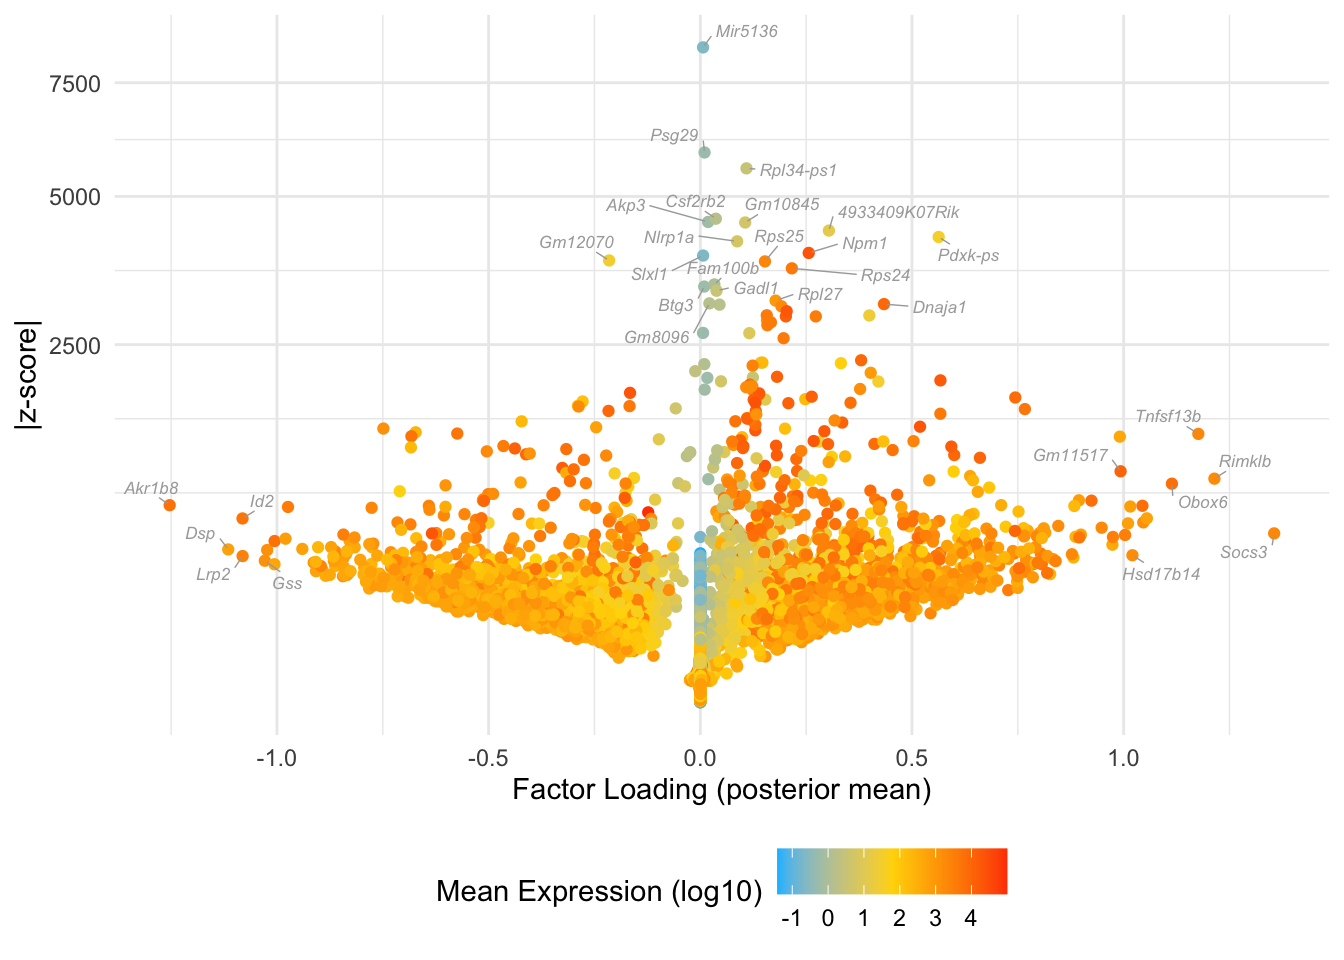 Mir5136
7500
Psg29
Rpl34-ps1
5000
Akp3
Csf2rb2
Gm10845
4933409K07Rik
Gm12070
Nlrp1a
Rps25
Npm1
Pdxk-ps
Slxl1
Fam100b
Rps24
Btg3
Gadl1
Rpl27
Dnaja1
Gm8096
2500
|z-score|
Tnfsf13b
Gm11517
Rimklb
Akr1b8
Id2
Obox6
Dsp
Socs3
Lrp2
Gss
Hsd17b14
-1.0 -0.5 0.0 0.5 1.0
Factor Loading (posterior mean)
Mean Expression (log10)
-1 0 1 2 3 4